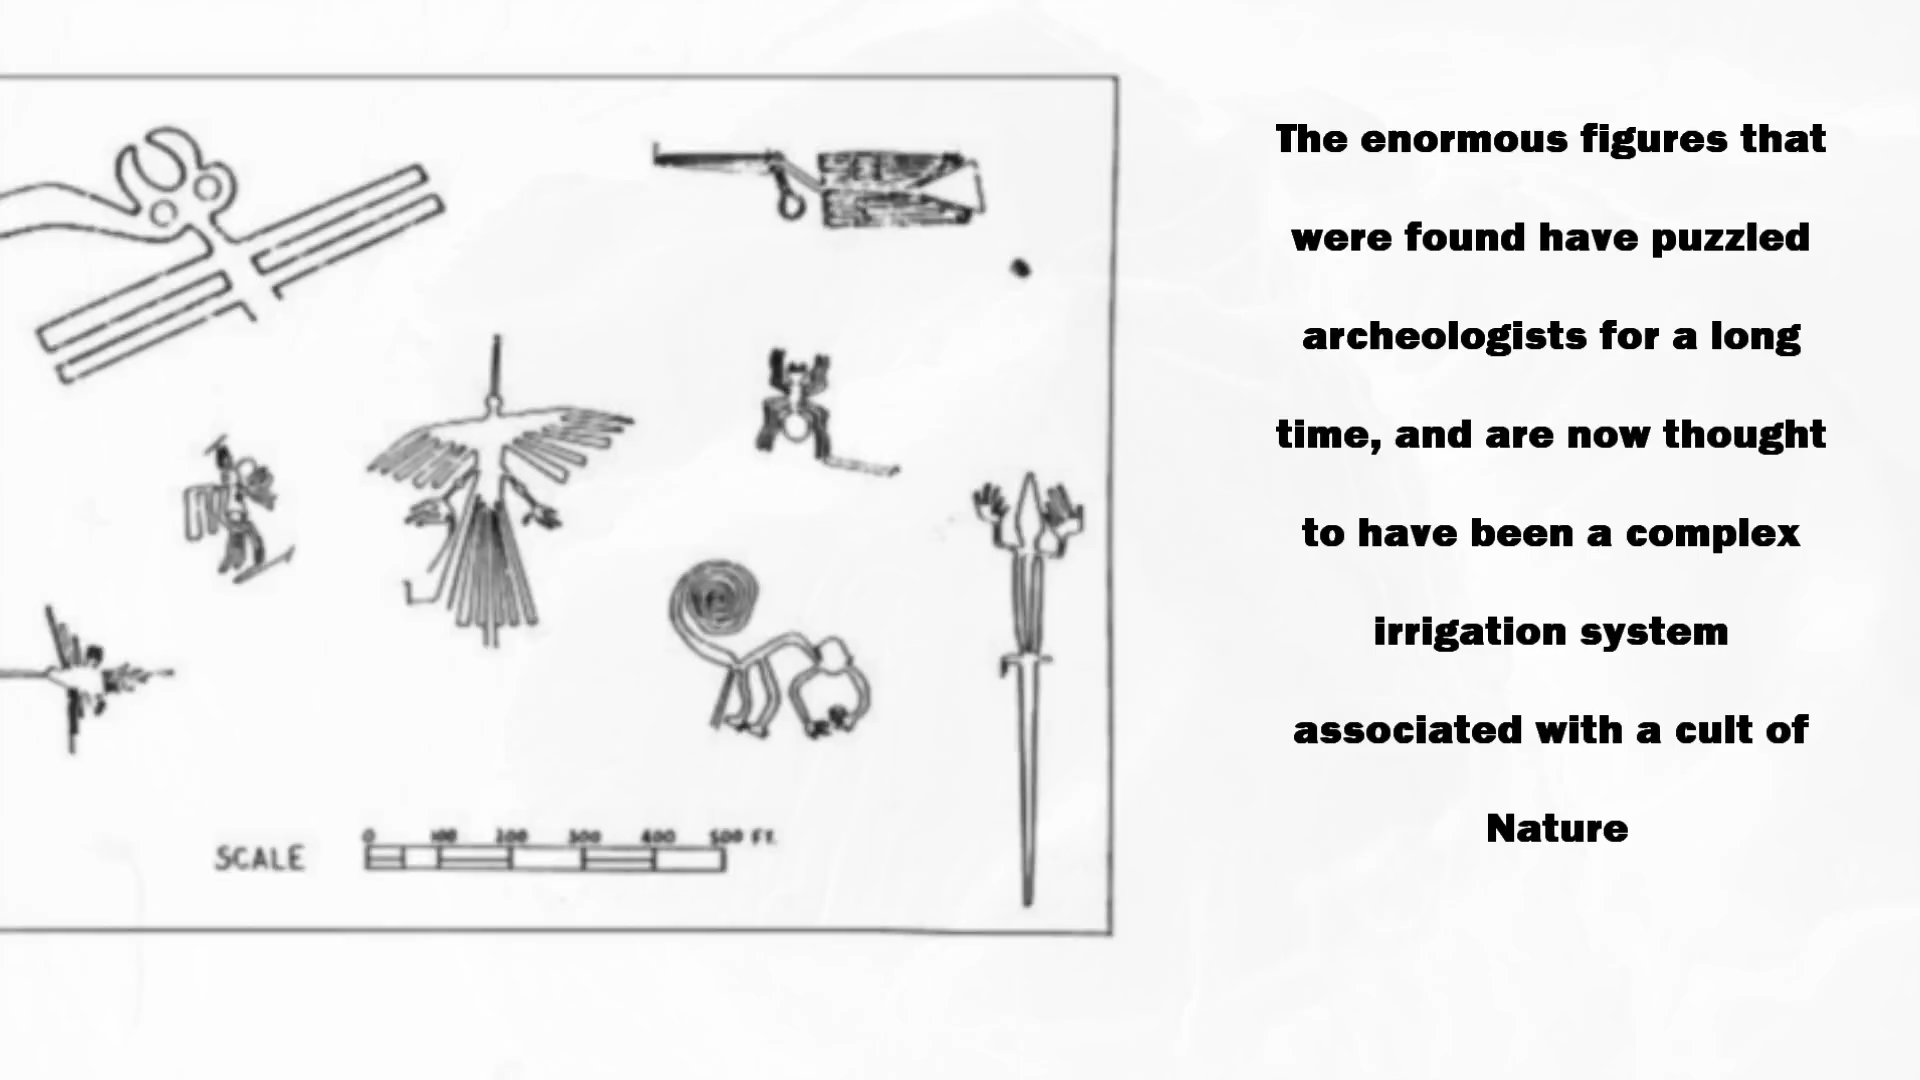 The enormous figures that
were found have puzzled
archeologists for a long
time, and are now thought
to have been a complex
irrigation system
associated with a cult of
Nature
SCALE
0 100 200 300 400 500 FT.